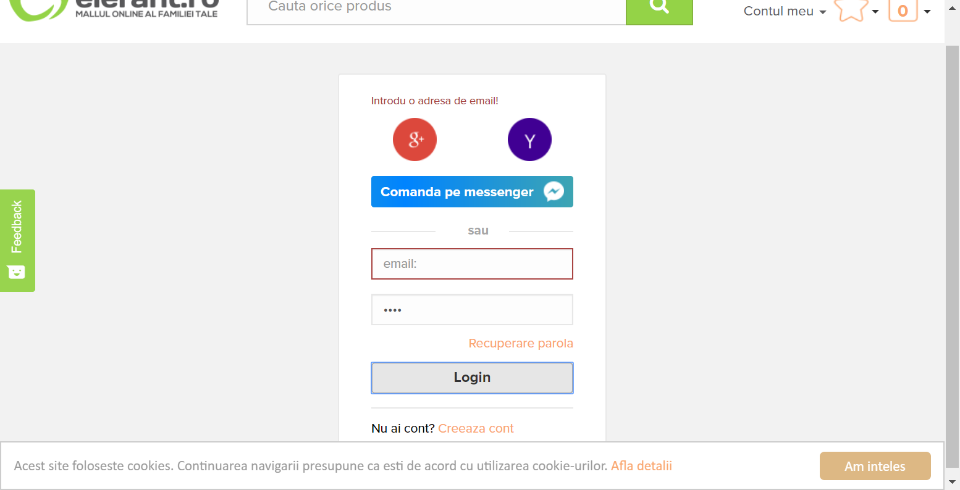 elefant.ro
MALLUL ONLINE AL FAMILIEI TALE
Cauta orice produs
Contul meu
0
Introdu o adresa de email!
g+
Y
Comanda pe messenger
sau
Feedback
email:
••••
Recuperare parola
Login
Nu ai cont? Creeaza cont
Acest site foloseste cookies. Continuarea navigarii presupune ca esti de acord cu utilizarea cookie-urilor. Afla detalii
Am inteles